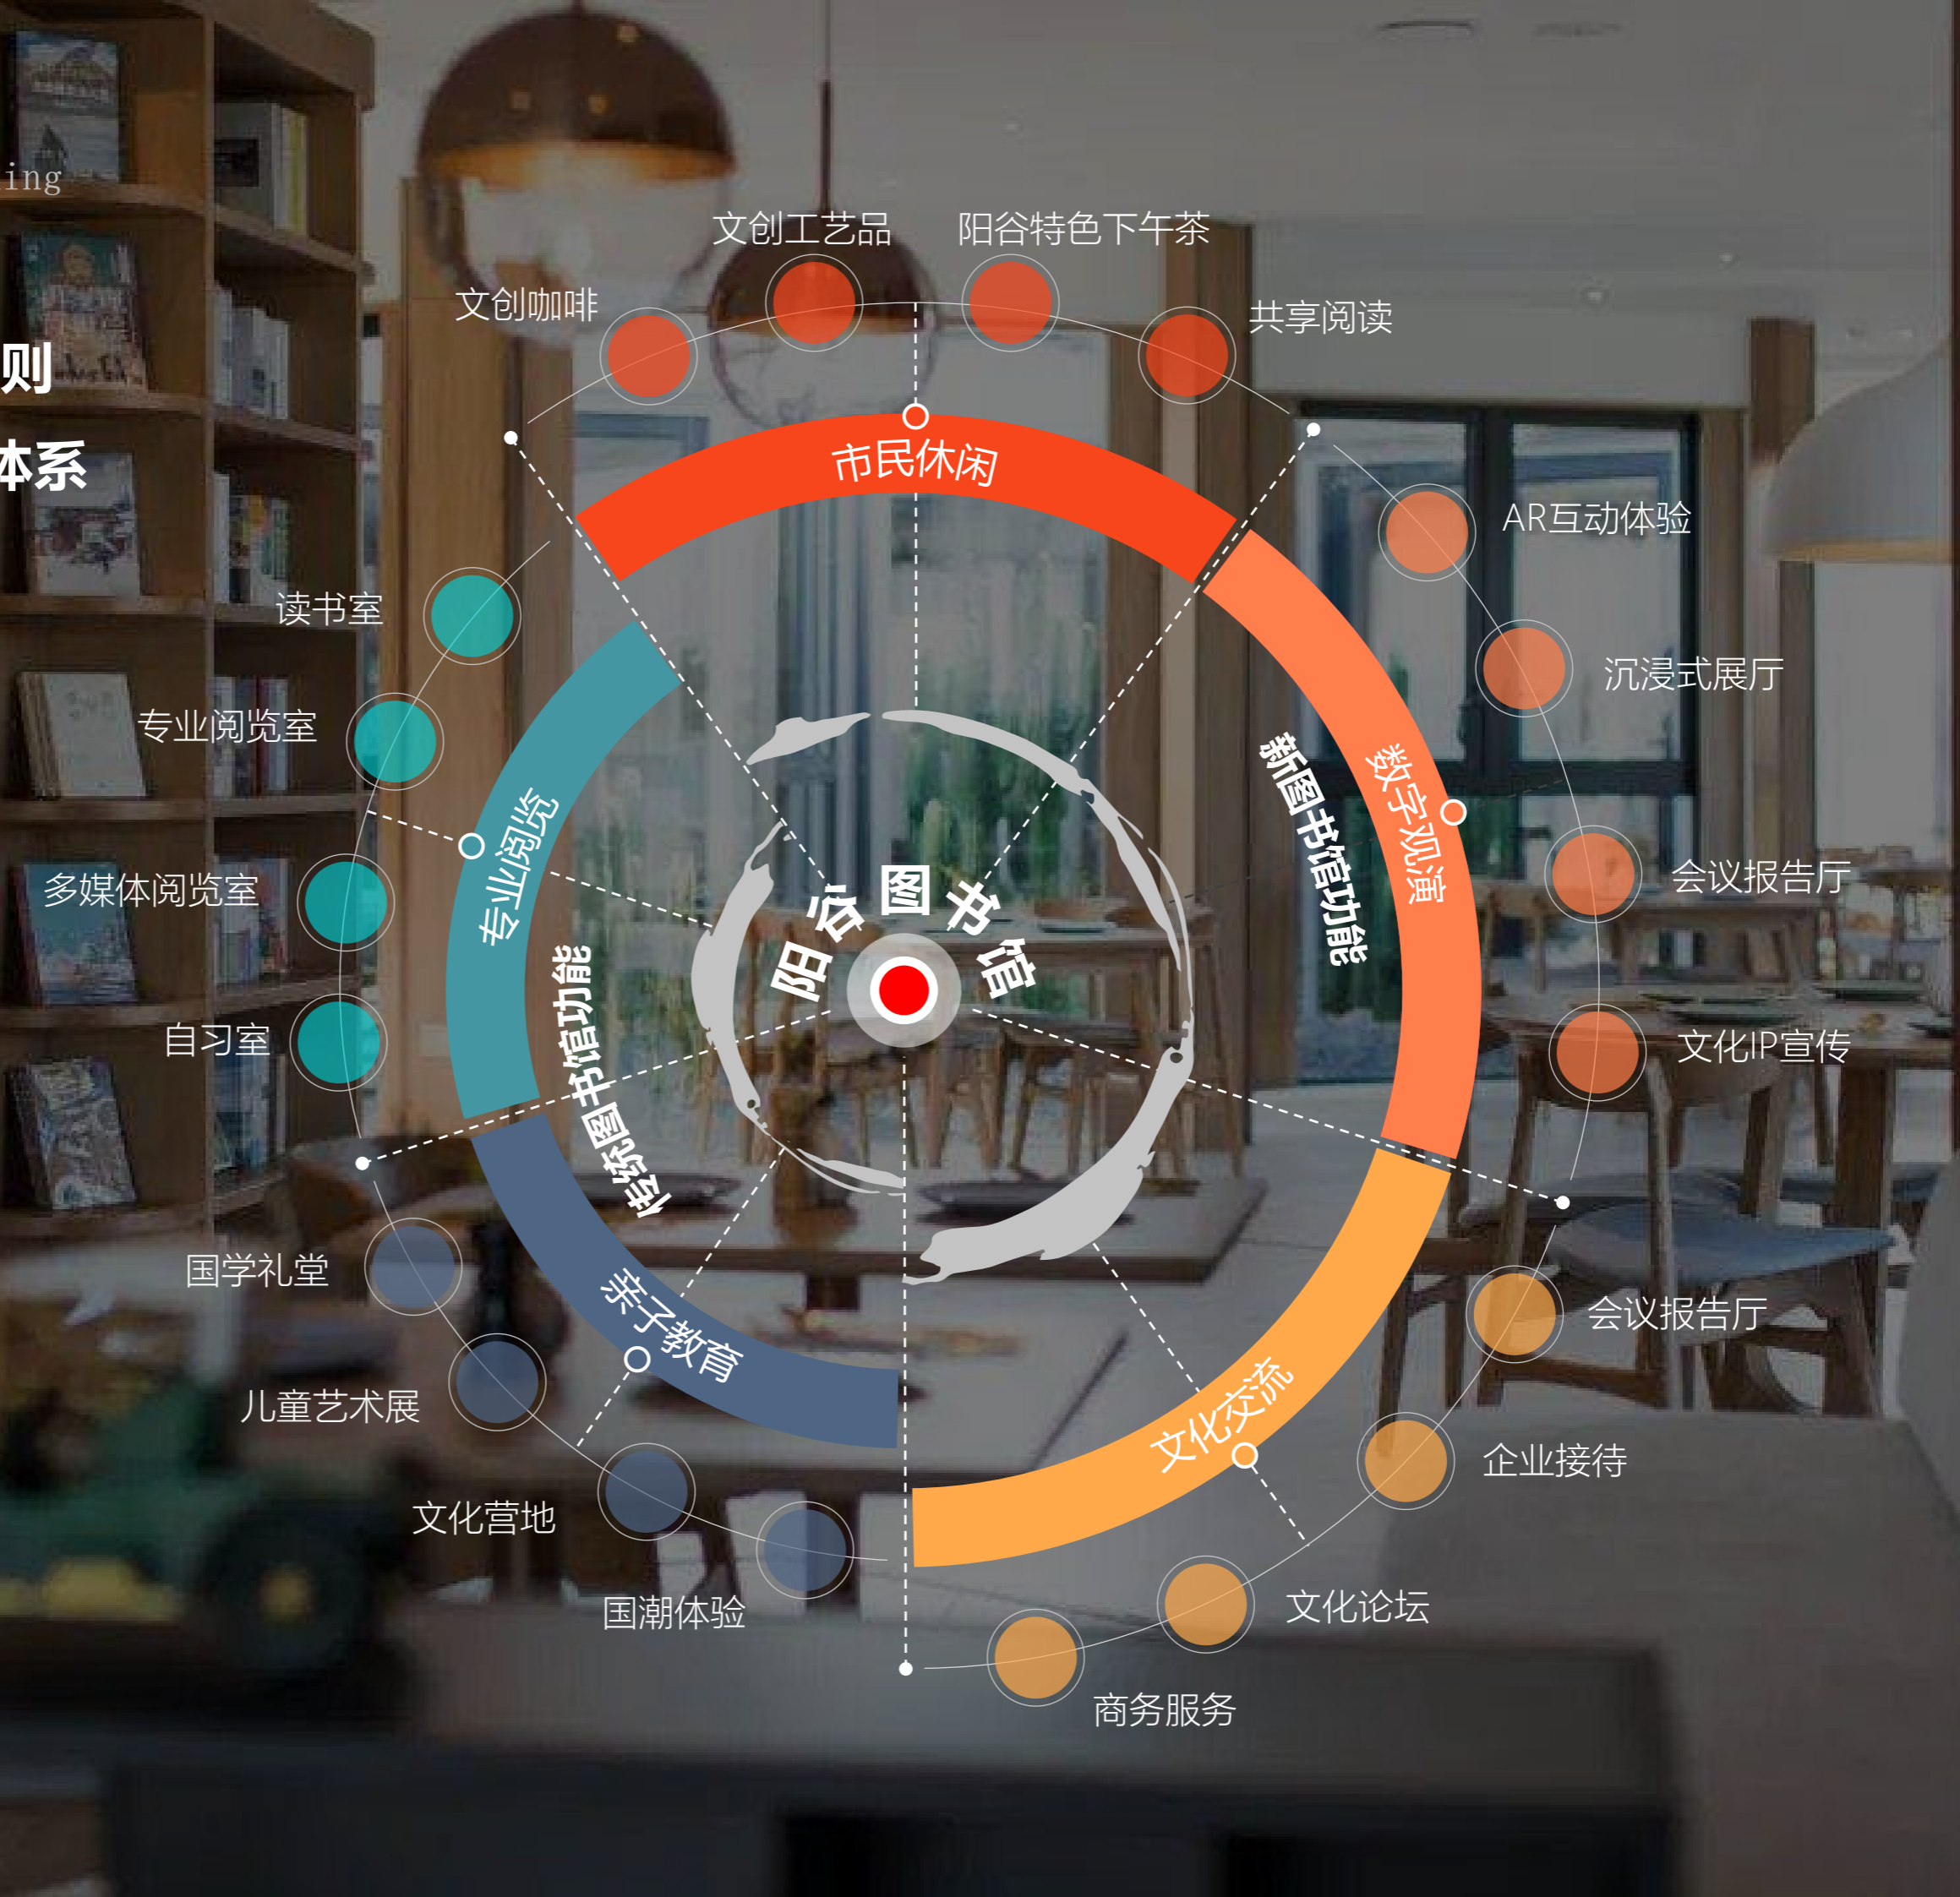 ing
则
体系
文创工艺品
阳谷特色下午茶
文创咖啡
共享阅读
市民休闲
AR互动体验
沉浸式展厅
数字观演
新图书馆功能
会议报告厅
文化IP宣传
读书室
专业阅览室
专业阅览
多媒体阅览室
自习室
传统图书馆功能
阳谷图书馆
国学礼堂
儿童艺术展
亲子教育
文化营地
国潮体验
会议报告厅
企业接待
文化交流
文化论坛
商务服务